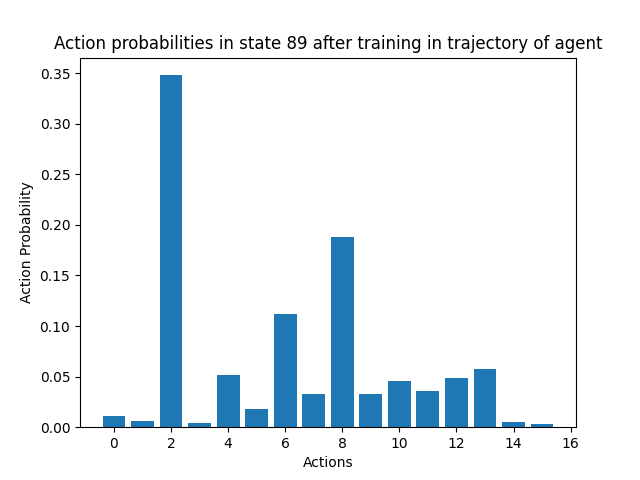 Action probabilities in state 89 after training in trajectory of agent
0.35
0.30
0.25
0.20
0.15
0.10
0.05
0.00
Action Probability
0 2 4 6 8 10 12 14 16
Actions